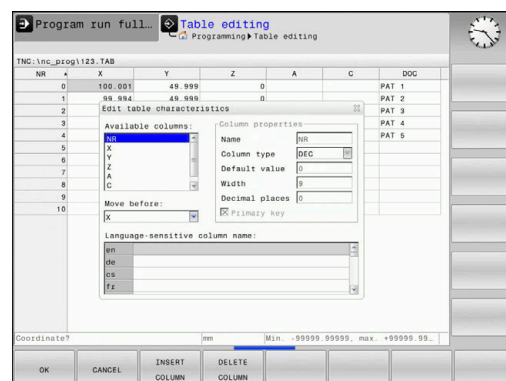 Program run full… Table editing
Programming▶Table editing
TNC:\nc_prog\123.TAB
NR X Y Z A C DOC
0 100.001 49.999 0 PAT 1
1 99.994 49.999 0 PAT 2
2 PAT 3
3 PAT 4
4 PAT 5
5
6
7
8
9
10
Edit table characteristics
Available columns:
NR
X
Y
Z
A
C
Move before:
X
Column properties
Name NR
Column type DEC
Default value 0
Width 9
Decimal places 0
Primary key
Language-sensitive column name:
en
de
cs
fr
Coordinate? mm Min. -99999.99999, max. +99999.99…
OK CANCEL INSERT COLUMN DELETE COLUMN